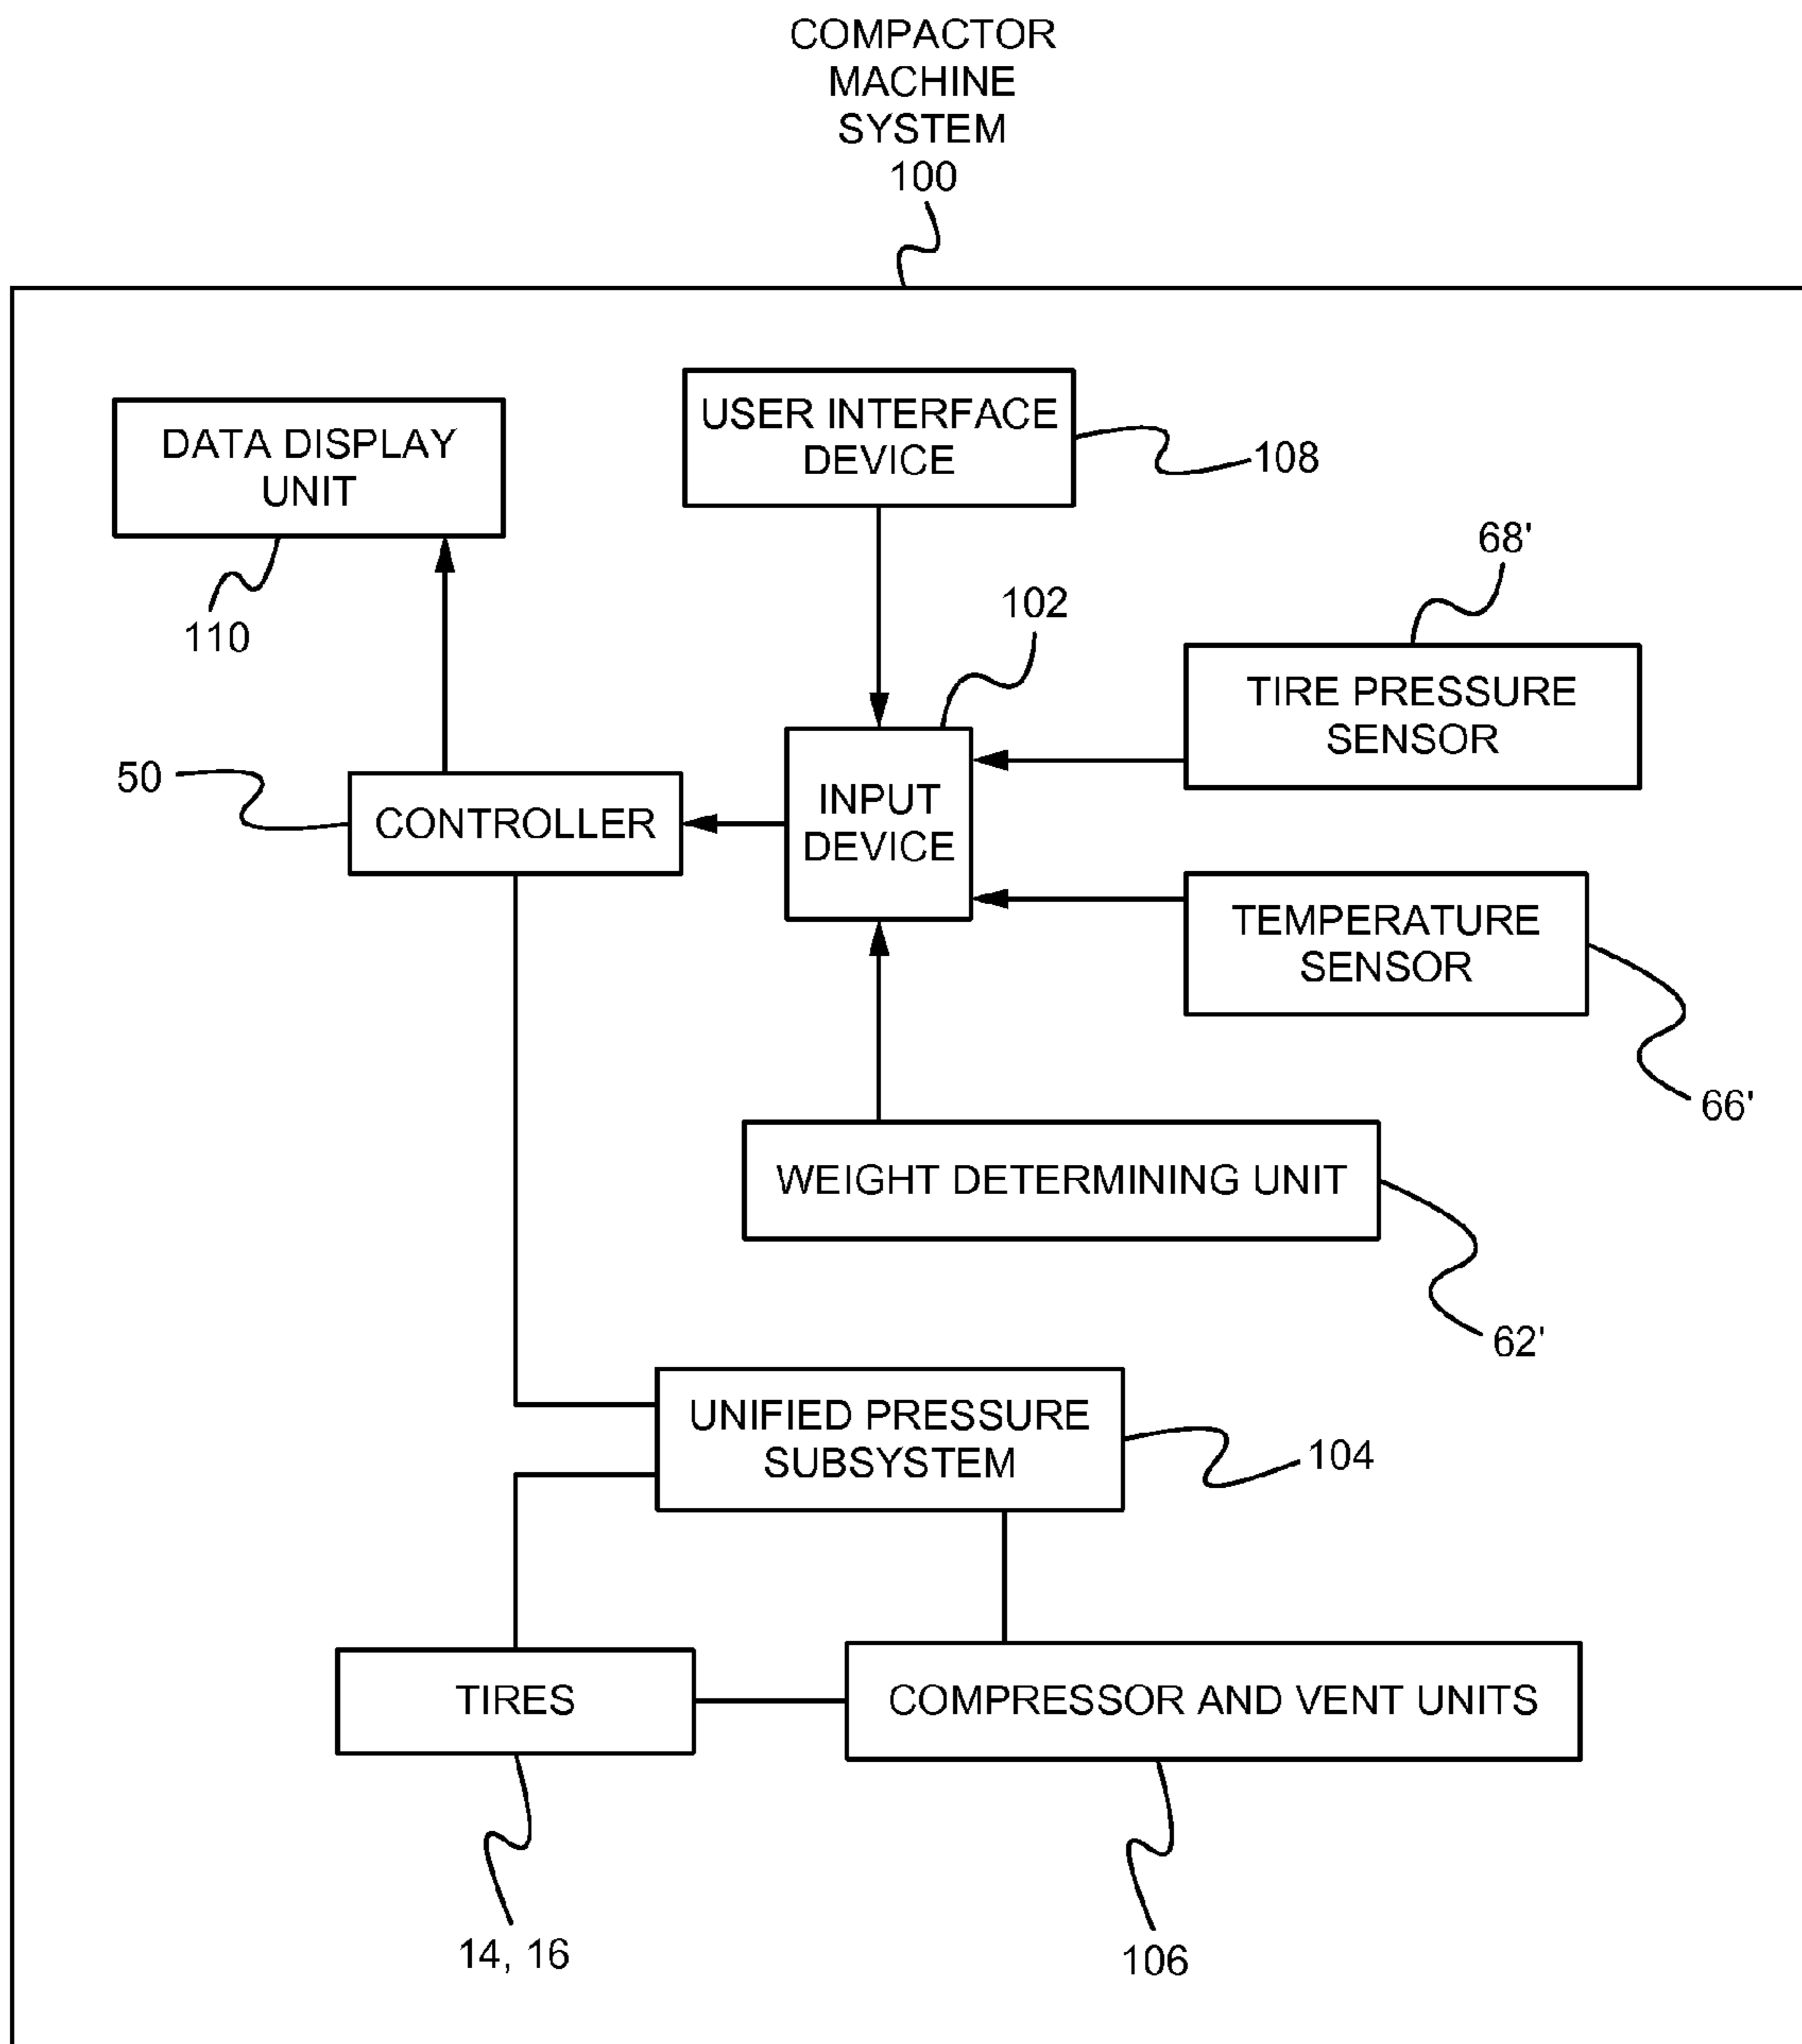 COMPACTOR
MACHINE
SYSTEM
100
USER INTERFACE
DEVICE
108
DATA DISPLAY
UNIT
110
68'
102
TIRE PRESSURE
SENSOR
50
CONTROLLER
INPUT
DEVICE
TEMPERATURE
SENSOR
66'
WEIGHT DETERMINING UNIT
62'
UNIFIED PRESSURE
SUBSYSTEM
104
TIRES
COMPRESSOR AND VENT UNITS
14, 16
106